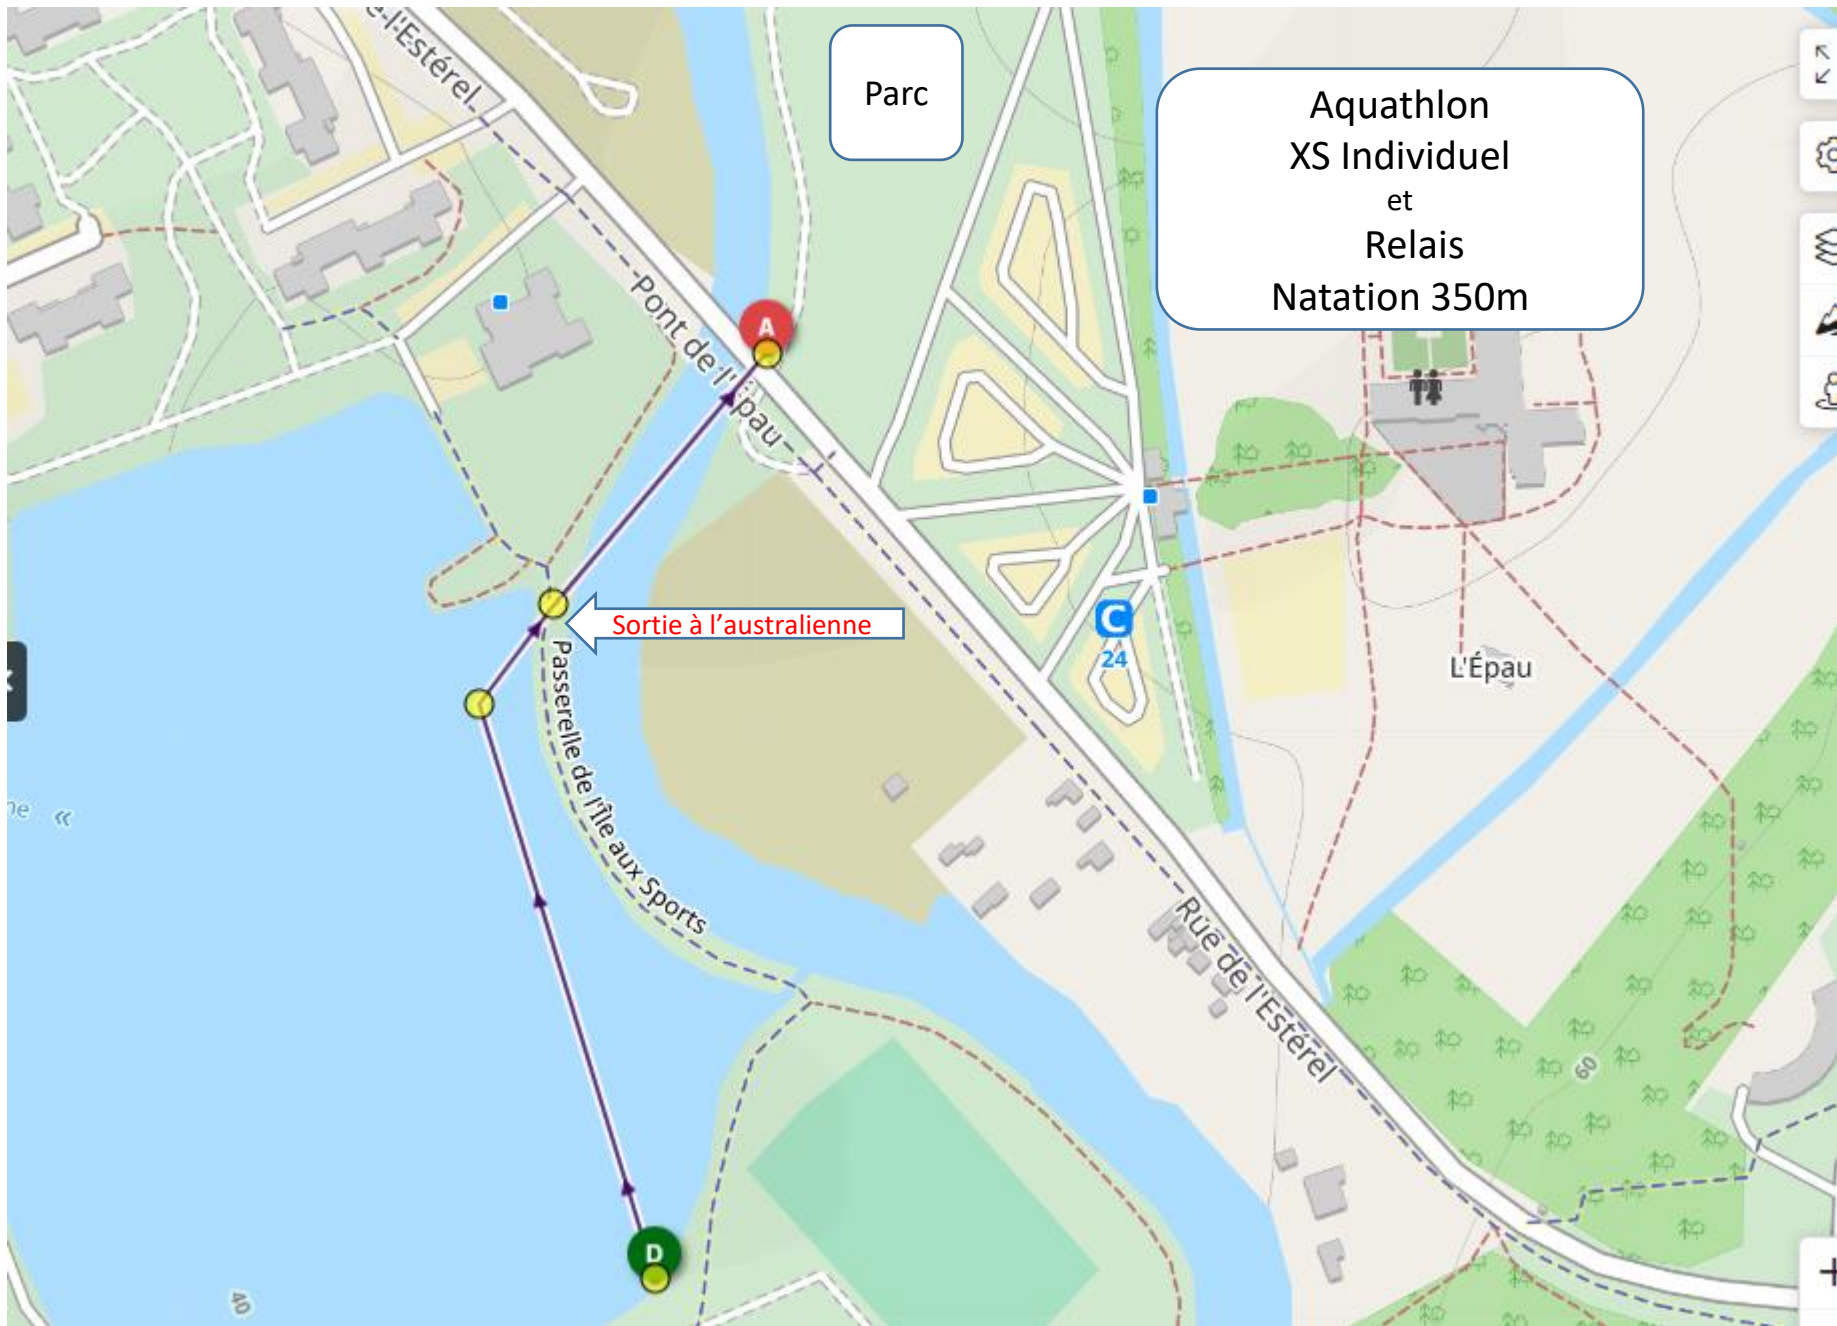 e-l'Estérel
Parc
Aquathlon
XS Individuel
et
Relais
Natation 350m
A
Pont de l'Épau
Sortie à l'australienne
C
24
L'Épau
Passerelle de l'Île aux Sports
ne «
Rue de l'Estérel
60
D
40